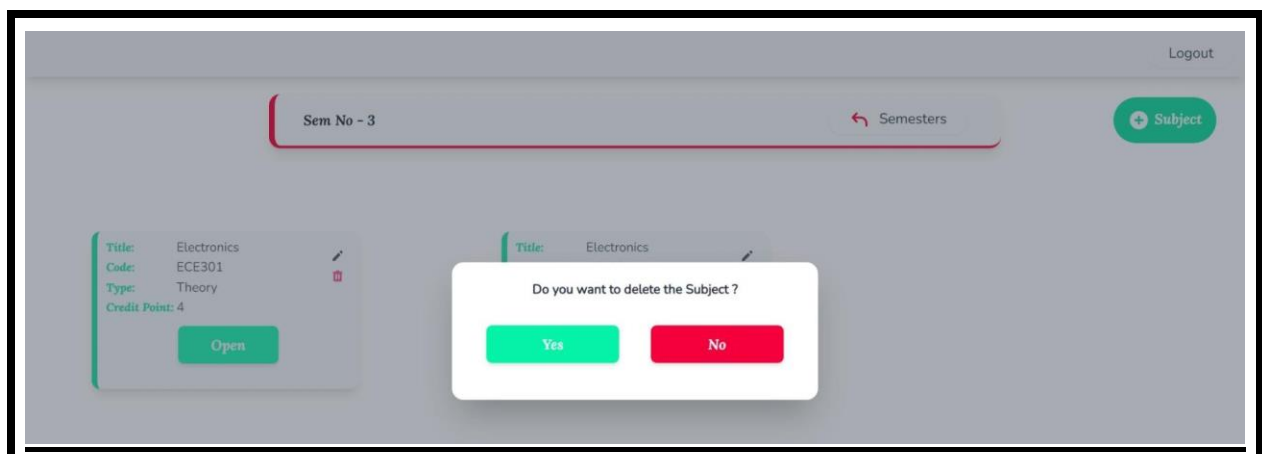 Logout
Sem No - 3
Semesters
Subject
Title: Electronics
Code: ECE301
Type: Theory
Credit Point: 4
Open
Title: Electronics
Do you want to delete the Subject ?
Yes
No